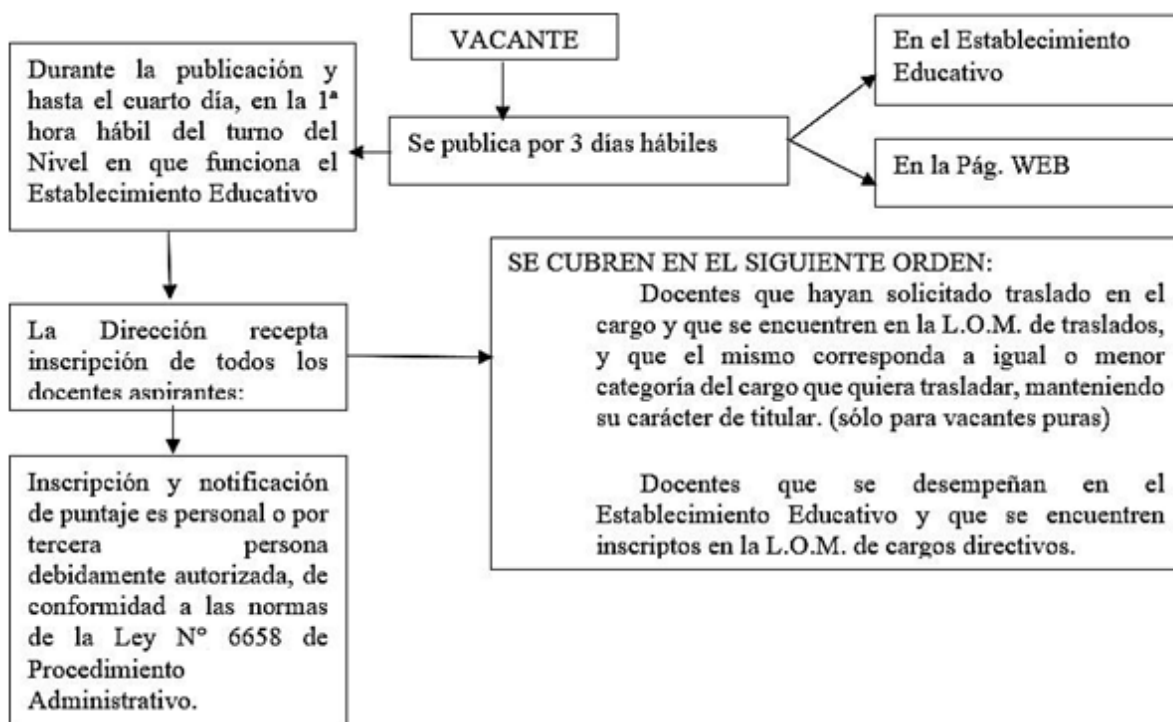 VACANTE
En el Establecimiento
Educativo
Durante la publicación y
hasta el cuarto día, en la 1ª
hora hábil del turno del
Nivel en que funciona el
Establecimiento Educativo
Se publica por 3 días hábiles
En la Pág. WEB
SE CUBREN EN EL SIGUIENTE ORDEN:
Docentes que hayan solicitado traslado en el
cargo y que se encuentren en la L.O.M. de traslados,
y que el mismo corresponda a igual o menor
categoría del cargo que quiera trasladar, manteniendo
su carácter de titular. (sólo para vacantes puras)
Docentes que se desempeñan en el
Establecimiento Educativo y que se encuentren
inscriptos en la L.O.M. de cargos directivos.
La Dirección recepta
inscripción de todos los
docentes aspirantes:
Inscripción y notificación
de puntaje es personal o por
tercera persona
debidamente autorizada, de
conformidad a las normas
de la Ley Nº 6658 de
Procedimiento
Administrativo.